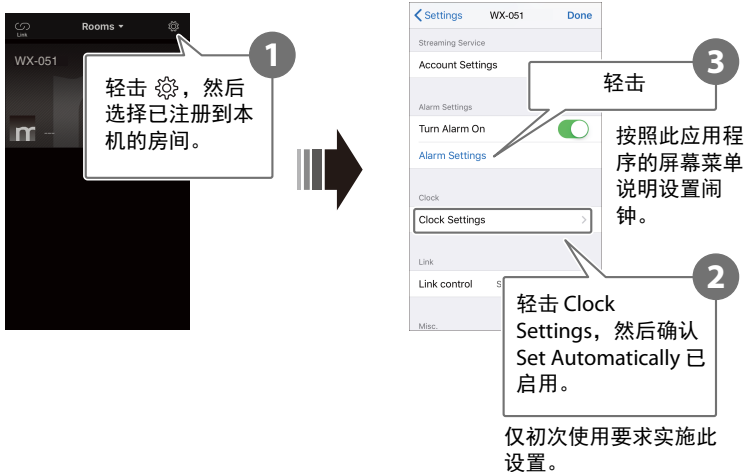 Link
Rooms
WX-051
m
---
1
轻击 ，然后
选择已注册到本
机的房间。
Settings
WX-051
Done
Streaming Service
Account Settings
Alarm Settings
Turn Alarm On
Alarm Settings
Clock
Clock Settings
Link
Link control
S
Misc.
3
轻击
按照此应用程
序的屏幕菜单
说明设置闹
钟。
2
轻击 Clock
Settings，然后确认
Set Automatically 已
启用。
仅初次使用要求实施此
设置。